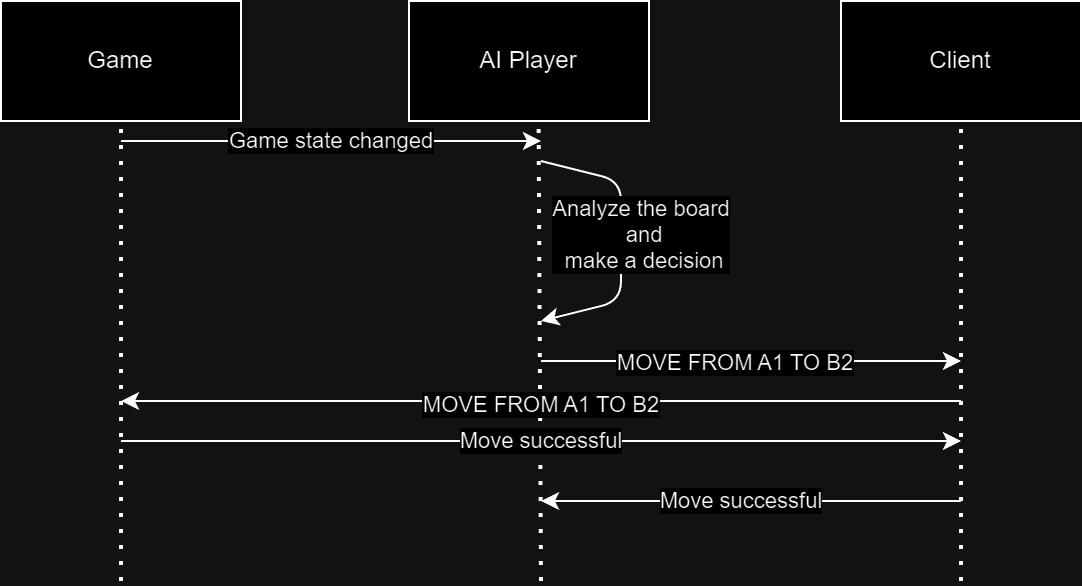 Game
AI Player
Client
Game state changed
Analyze the board
and
make a decision
MOVE FROM A1 TO B2
MOVE FROM A1 TO B2
Move successful
Move successful